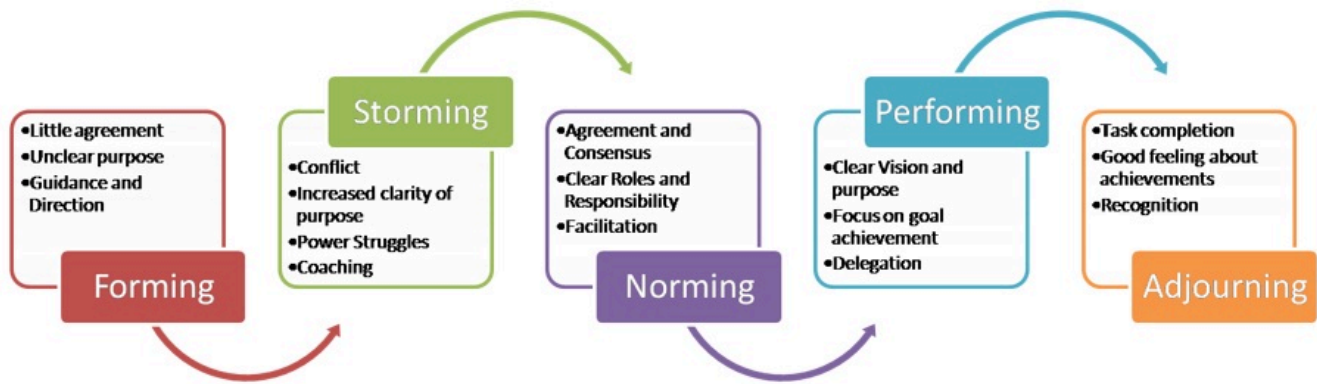 Forming
•Little agreement
•Unclear purpose
•Guidance and
Direction
Storming
•Conflict
•Increased clarity of
purpose
•Power Struggles
•Coaching
Norming
•Agreement and
Consensus
•Clear Roles and
Responsibility
•Facilitation
Performing
•Clear Vision and
purpose
•Focus on goal
achievement
•Delegation
Adjourning
•Task completion
•Good feeling about
achievements
•Recognition